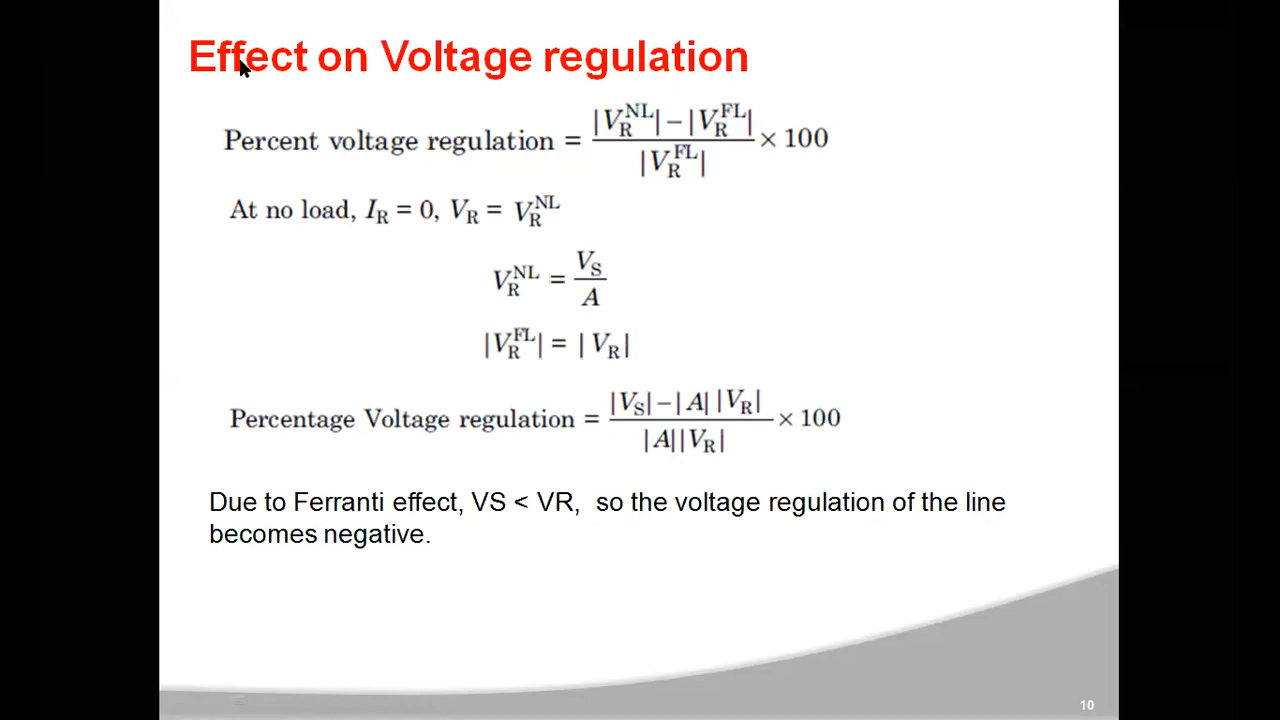 Effect on Voltage regulation
Percent voltage regulation = |V_R^NL| – |V_R^FL| / |V_R^FL| × 100
At no load, I_R = 0, V_R = V_R^NL
V_R^NL = V_S / A
|V_R^FL| = | V_R|
Percentage Voltage regulation = |V_S| – | A| |V_R| / | A| |V_R| × 100
Due to Ferranti effect, VS < VR, so the voltage regulation of the line
becomes negative.
10